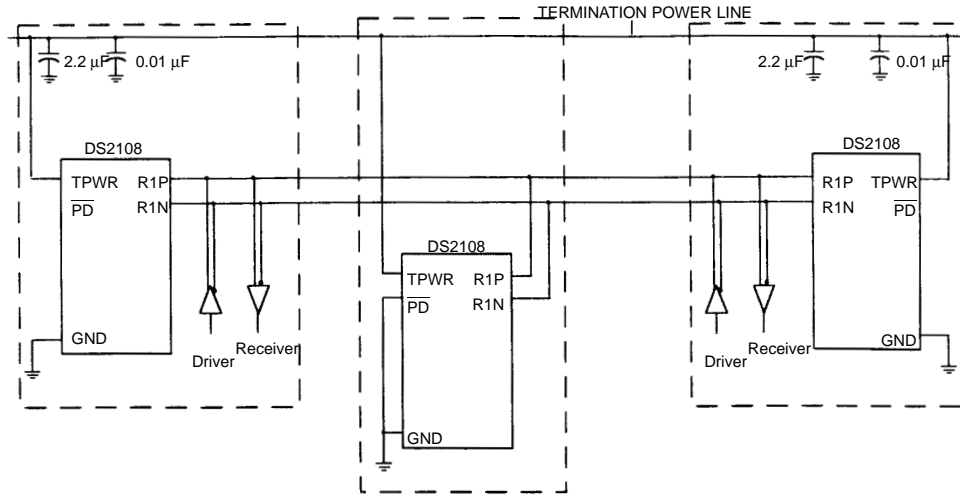 TERMINATION POWER LINE
2.2 μF
0.01 μF
2.2 μF
0.01 μF
DS2108
TPWR
R1P
PD
R1N
GND
Driver
Receiver
DS2108
TPWR
R1P
PD
R1N
GND
DS2108
R1P
TPWR
R1N
PD
GND
Driver
Receiver